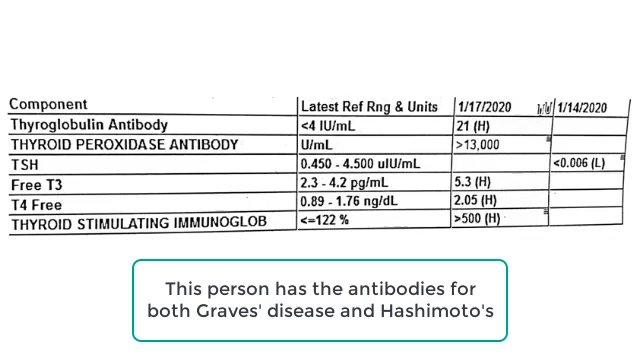 Component Latest Ref Rng & Units 1/17/2020 1/14/2020
Thyroglobulin Antibody <4 IU/mL 21 (H)
THYROID PEROXIDASE ANTIBODY U/mL >13,000
TSH 0.450 - 4.500 uIU/mL <0.006 (L)
Free T3 2.3 - 4.2 pg/mL 5.3 (H)
T4 Free 0.89 - 1.76 ng/dL 2.05 (H)
THYROID STIMULATING IMMUNOGLOB <=122 % >500 (H)
This person has the antibodies for
both Graves' disease and Hashimoto's